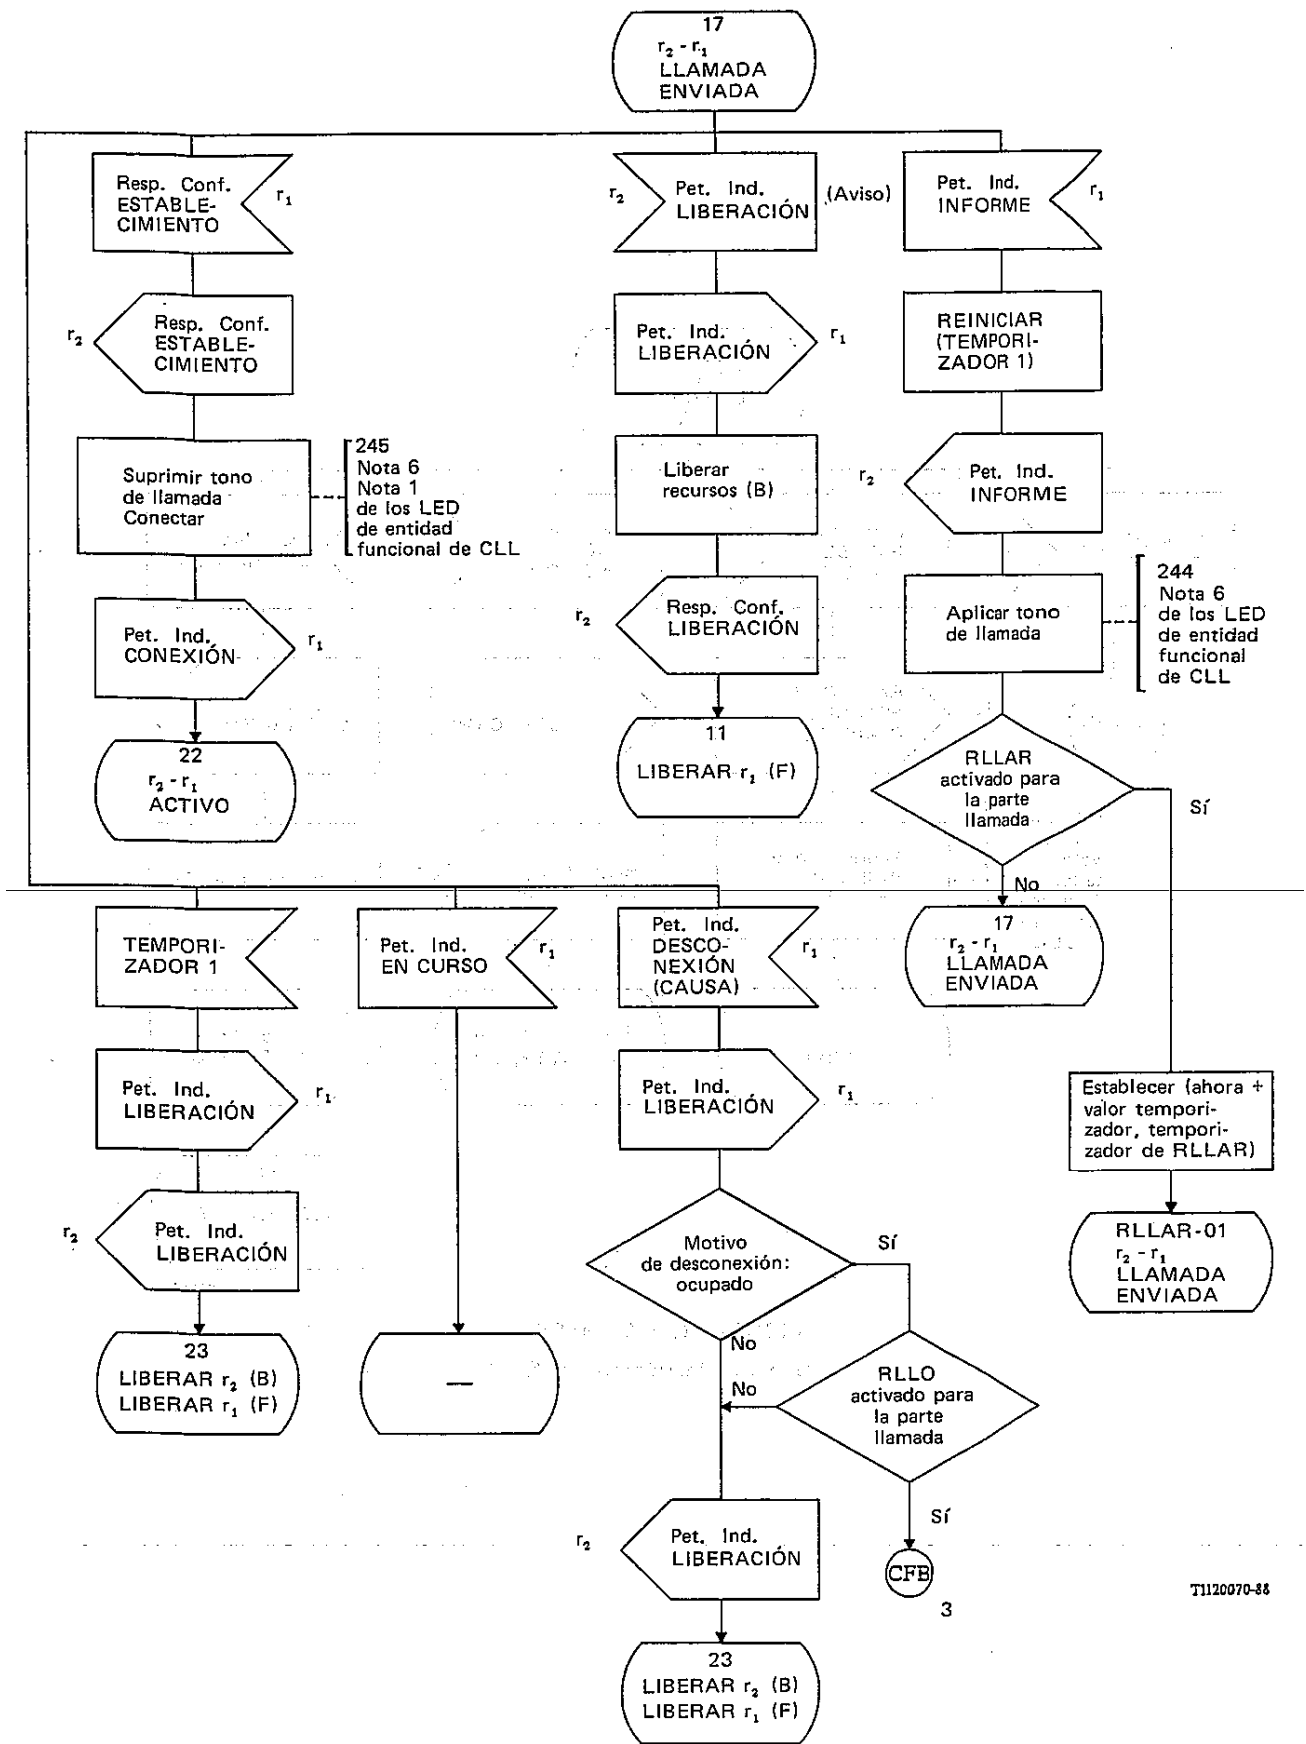 17
r₂ - r₁
LLAMADA
ENVIADA
Resp. Conf.
ESTABLE-
CIMIENTO
r₁
r₂
Pet. Ind.
LIBERACIÓN
(Aviso)
Pet. Ind.
INFORME
r₁
r₂
Resp. Conf.
ESTABLE-
CIMIENTO
Pet. Ind.
LIBERACIÓN
r₁
REINICIAR
(TEMPORI-
ZADOR 1)
Suprimir tono
de llamada
Conectar
245
Nota 6
Nota 1
de los LED
de entidad
funcional de CLL
Liberar
recursos (B)
r₂
Pet. Ind.
INFORME
Pet. Ind.
CONEXIÓN
r₁
r₂
Resp. Conf.
LIBERACIÓN
Aplicar tono
de llamada
244
Nota 6
de los LED
de entidad
funcional
de CLL
22
r₂ - r₁
ACTIVO
11
LIBERAR r₁ (F)
RLLAR
activado para
la parte
llamada
Sí
No
17
r₂ - r₁
LLAMADA
ENVIADA
TEMPORI-
ZADOR 1
Pet. Ind.
EN CURSO
r₁
Pet. Ind.
DESCO-
NEXIÓN
(CAUSA)
r₁
Pet. Ind.
LIBERACIÓN
r₁
Pet. Ind.
LIBERACIÓN
r₁
Establecer (ahora +
valor tempori-
zador, tempori-
zador de RLLAR)
r₂
Pet. Ind.
LIBERACIÓN
Motivo
de desconexión:
ocupado
Sí
No
RLLAR-01
r₂ - r₁
LLAMADA
ENVIADA
23
LIBERAR r₂ (B)
LIBERAR r₁ (F)
—
No
RLLO
activado para
la parte
llamada
Sí
r₂
Pet. Ind.
LIBERACIÓN
CFB
3
T1120070-88
23
LIBERAR r₂ (B)
LIBERAR r₁ (F)